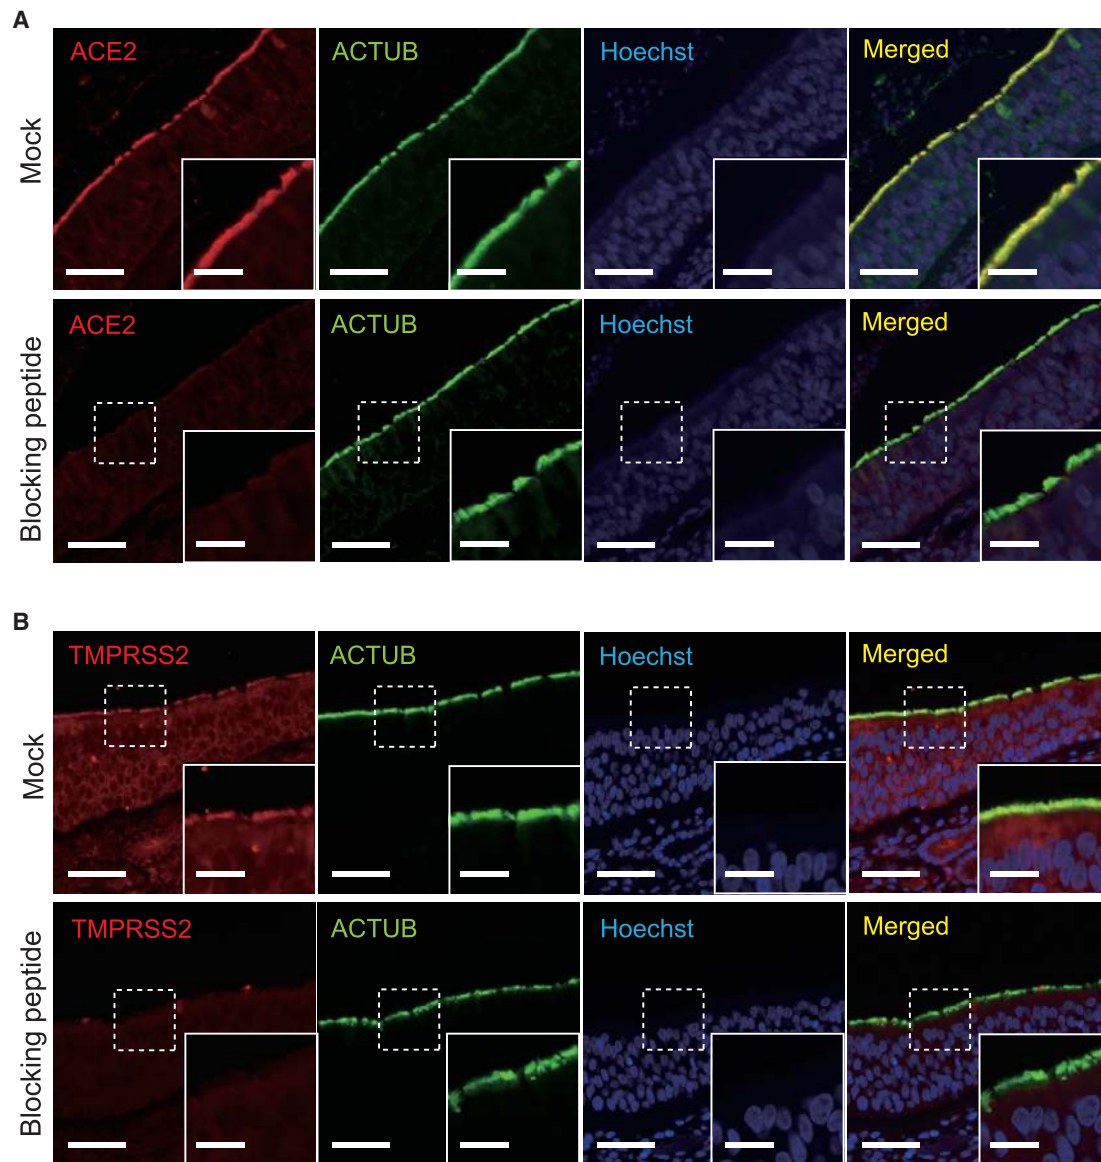 A
ACE2 ACTUB Hoechst Merged
Mock
ACE2 ACTUB Hoechst Merged
Blocking peptide
B
TMPRSS2 ACTUB Hoechst Merged
Mock
TMPRSS2 ACTUB Hoechst Merged
Blocking peptide